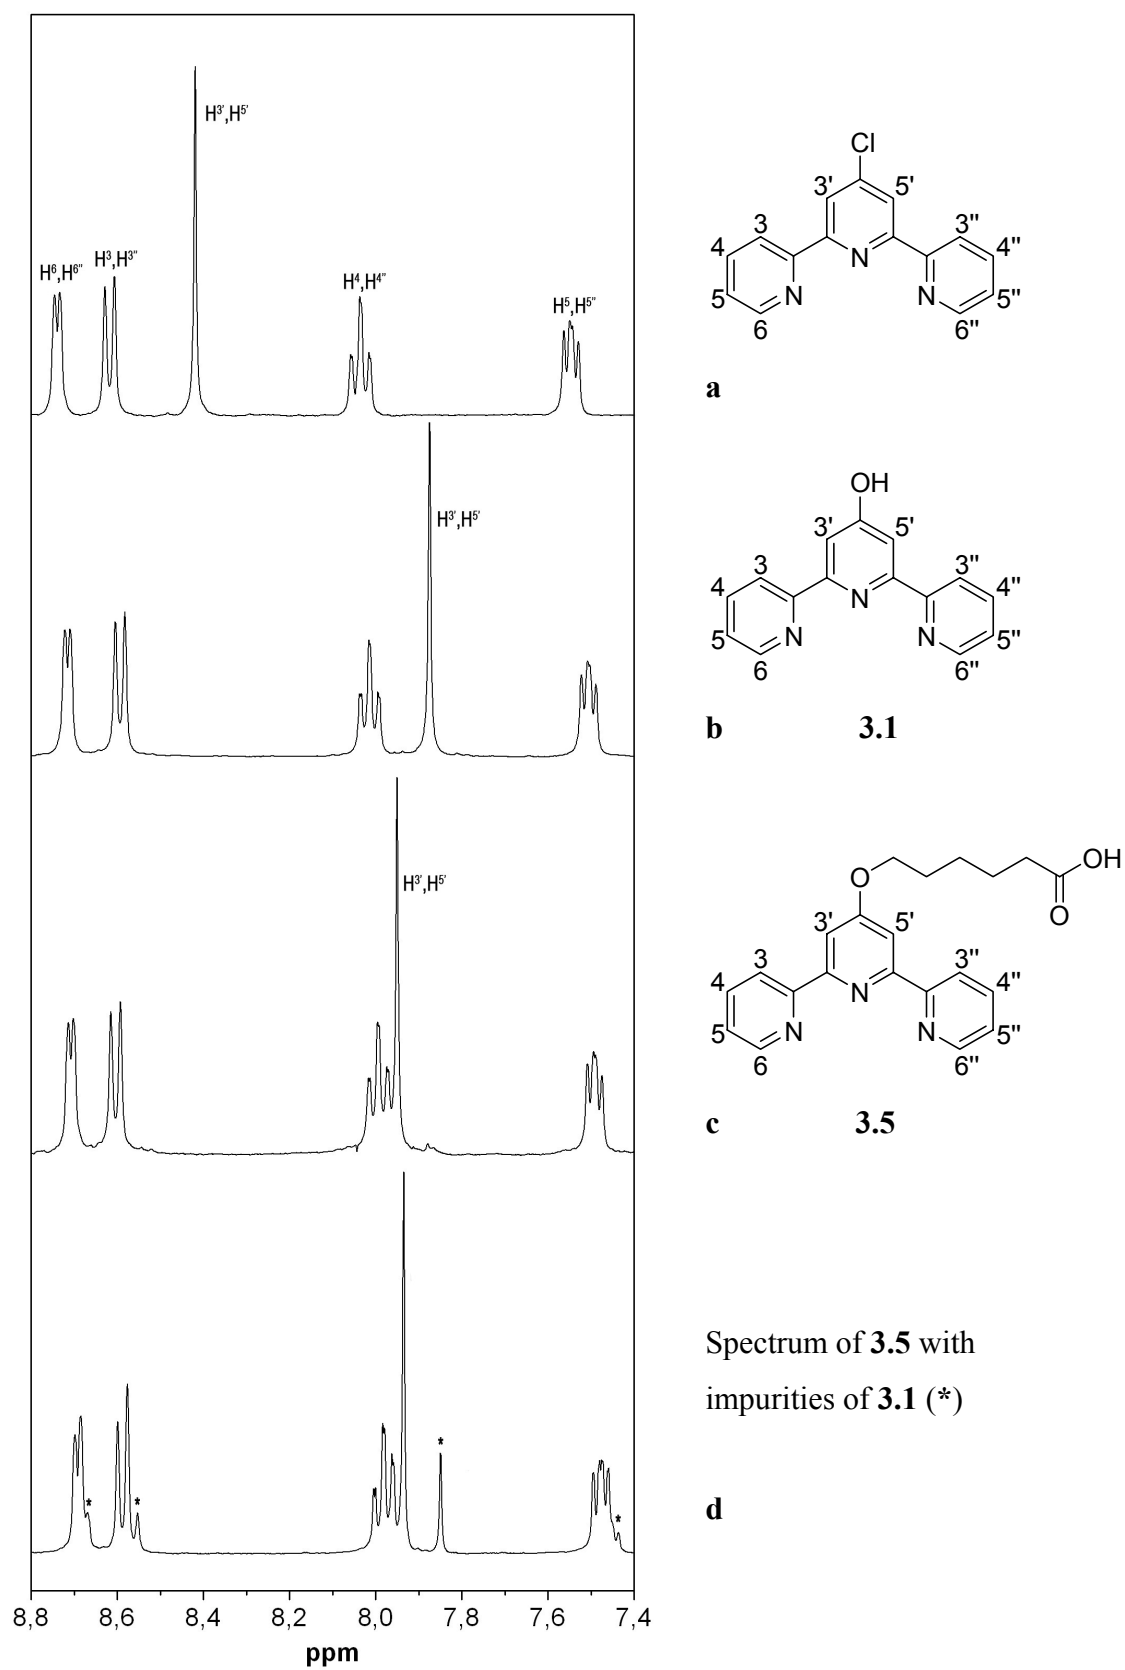 H3',H5'
H6,H6"
H3,H3"
H4,H4"
H5,H5"
Cl
3' 5'
3 3"
4 4"
N
5 N N 5"
6 6"
a
H3',H5'
OH
3' 5'
3 3"
4 4"
N
5 N N 5"
6 6"
b 3.1
H3',H5'
OH
O
O
3' 5'
3 3"
4 4"
N
5 N N 5"
6 6"
c 3.5
Spectrum of 3.5 with
impurities of 3.1 (*)
* * * *
d
8,8 8,6 8,4 8,2 8,0 7,8 7,6 7,4
ppm